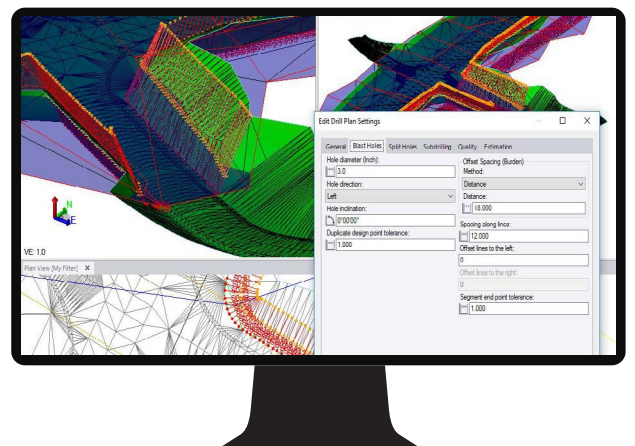 Edit Drill Plan Settings
General Blast Holes Split Holes Subdrilling Quality Estimation
Hole diameter (Inch):
3.0
Hole direction:
Left
Hole inclination:
0°00'00"
Duplicate design point tolerance:
1.000
Offset Spacing (Burden)
Method:
Distance
Distance:
18.000
Spacing along lines:
12.000
Offset lines to the left:
0
Offset lines to the right:
0
Segment end point tolerance:
1.000
N
E
VE: 1.0
Plan View [My Filter] X